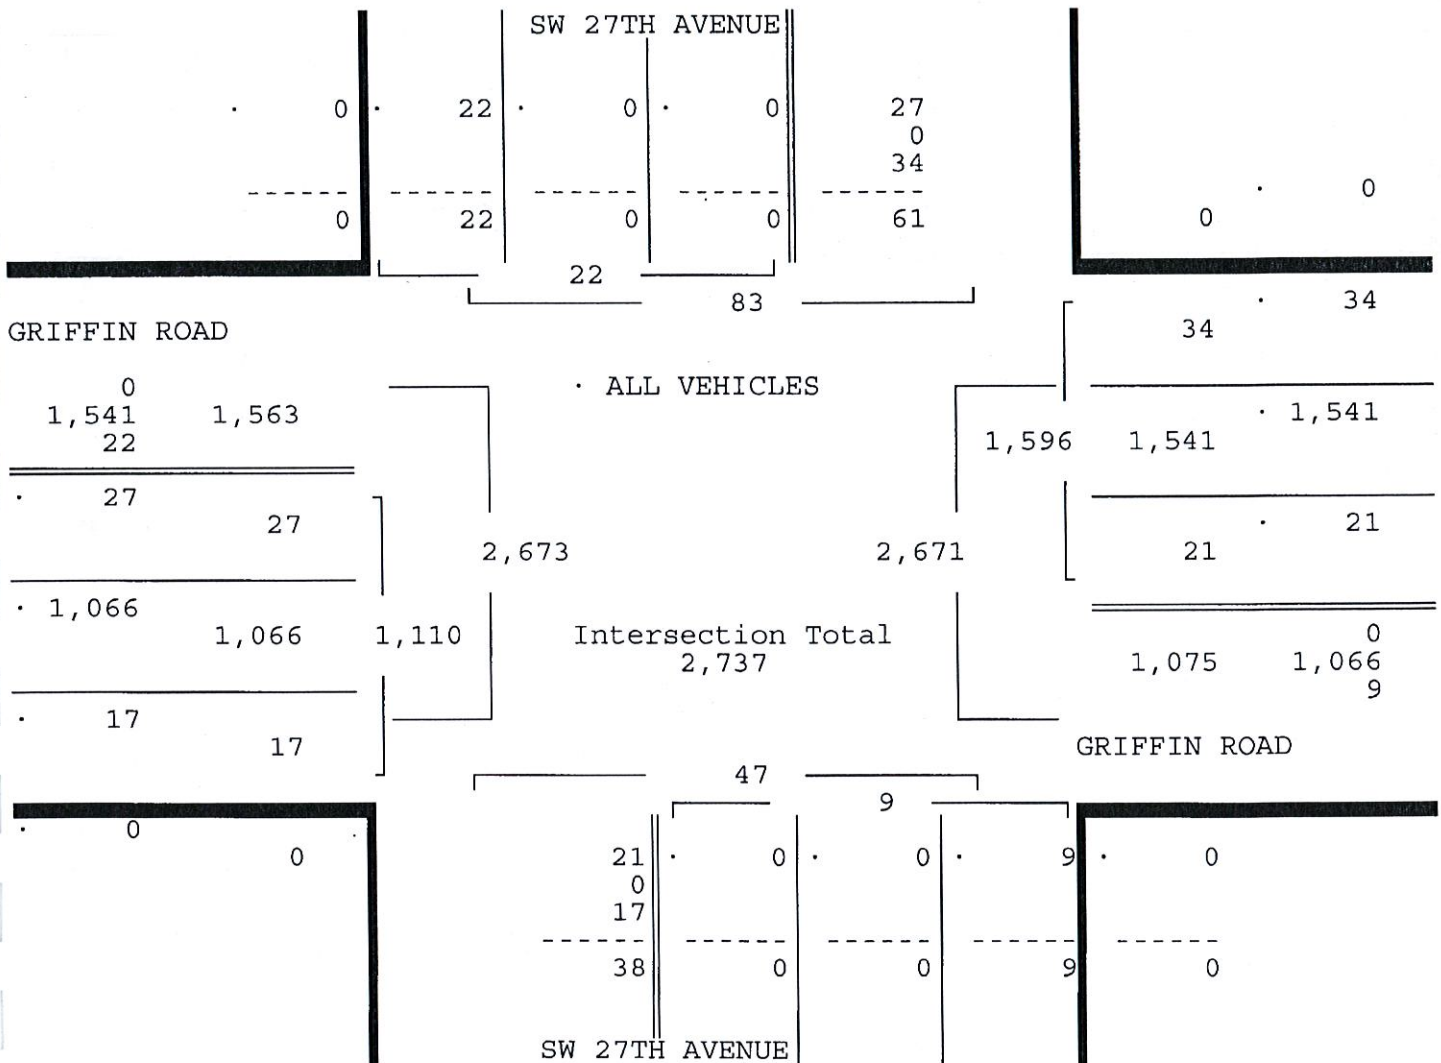 SW 27TH AVENUE
· 0 · 22 · 0 · 0 27
0
34
------ ------ ------ ------ ------
· 0
0 22 0 0 61
0
22
83
· 34
GRIFFIN ROAD
34
0
· ALL VEHICLES
1,541 1,563
· 1,541
22
1,596 1,541
· 27
27
· 21
2,673 2,671 21
· 1,066
1,066 1,110 Intersection Total 0
2,737 1,075 1,066
9
· 17
17
GRIFFIN ROAD
47
9
· 0
0 21 · 0 · 0 · 9 · 0
0
17
------ ------ ------ ------ ------
38 0 0 9 0
SW 27TH AVENUE